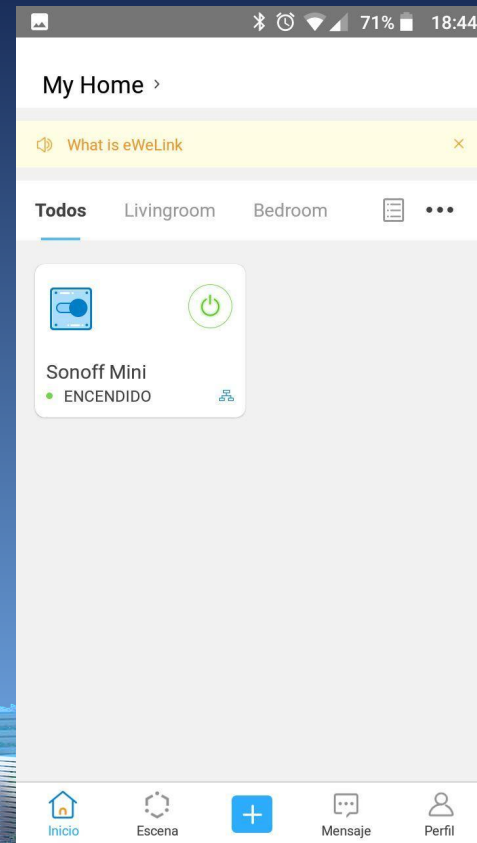 71% 18:44
My Home
What is eWeLink
Todos Livingroom Bedroom
Sonoff Mini
ENCENDIDO
Inicio Escena Mensaje Perfil